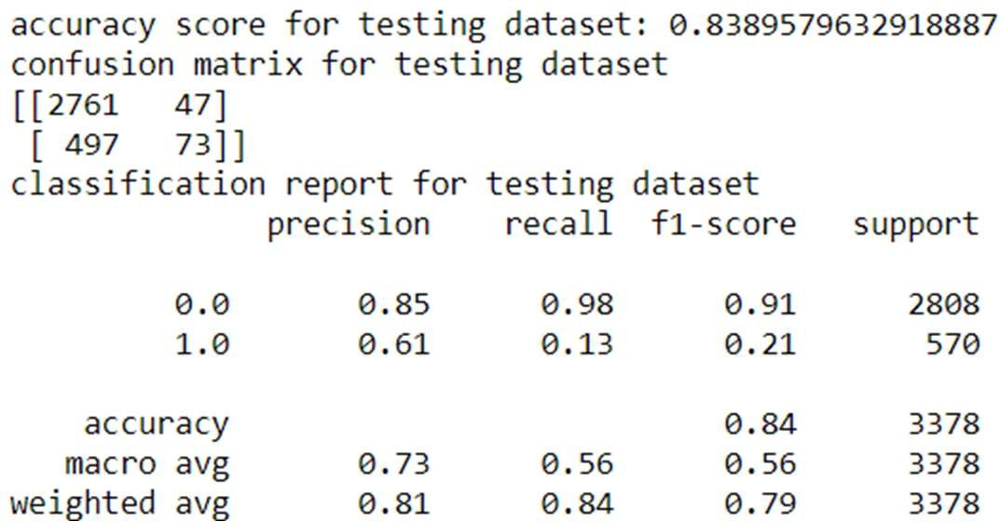 accuracy score for testing dataset: 0.8389579632918887
confusion matrix for testing dataset
[[2761   47]
 [ 497   73]]
classification report for testing dataset
              precision    recall  f1-score   support

         0.0       0.85      0.98      0.91      2808
         1.0       0.61      0.13      0.21       570

    accuracy                           0.84      3378
   macro avg       0.73      0.56      0.56      3378
weighted avg       0.81      0.84      0.79      3378